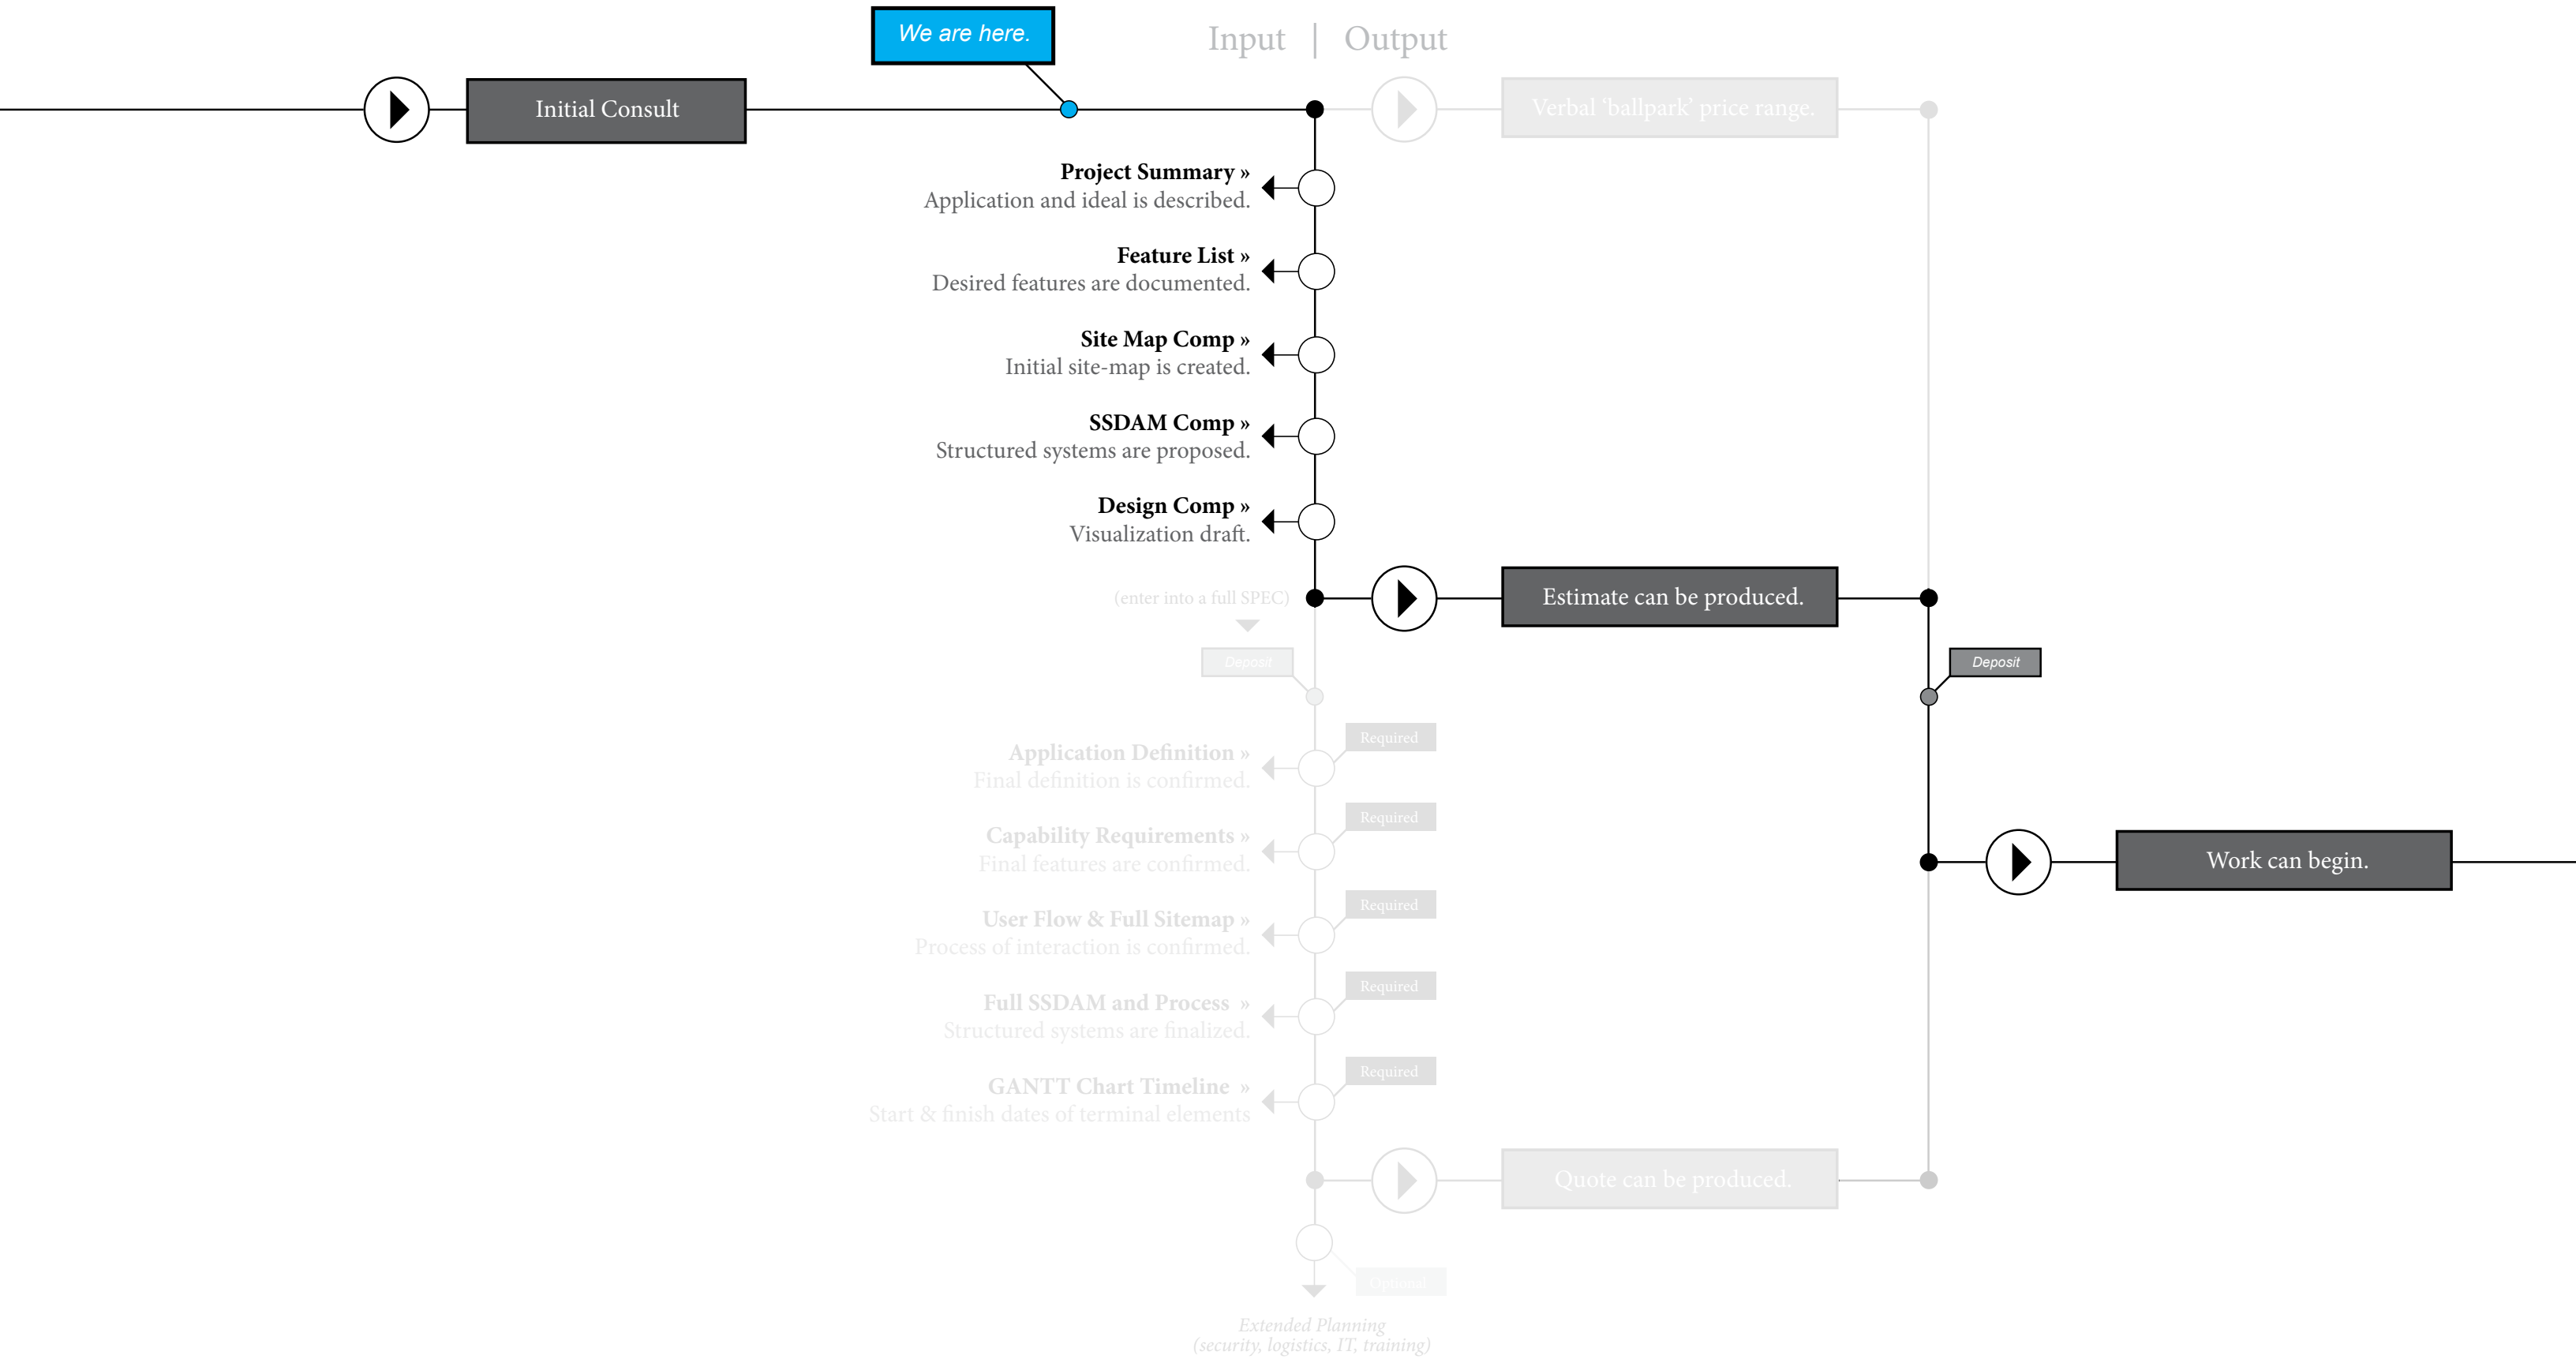 We are here.
Input | Output
Initial Consult
Verbal ‘ballpark’ price range.
Project Summary »
Application and ideal is described.
Feature List »
Desired features are documented.
Site Map Comp »
Initial site-map is created.
SSDAM Comp »
Structured systems are proposed.
Design Comp »
Visualization draft.
(enter into a full SPEC)
Estimate can be produced.
Deposit
Deposit
Required
Application Definition »
Final definition is confirmed.
Required
Capability Requirements »
Final features are confirmed.
Work can begin.
Required
User Flow & Full Sitemap »
Process of interaction is confirmed.
Required
Full SSDAM and Process »
Structured systems are finalized.
Required
GANTT Chart Timeline »
Start & finish dates of terminal elements
Quote can be produced.
Optional
Extended Planning
(security, logistics, IT, training)